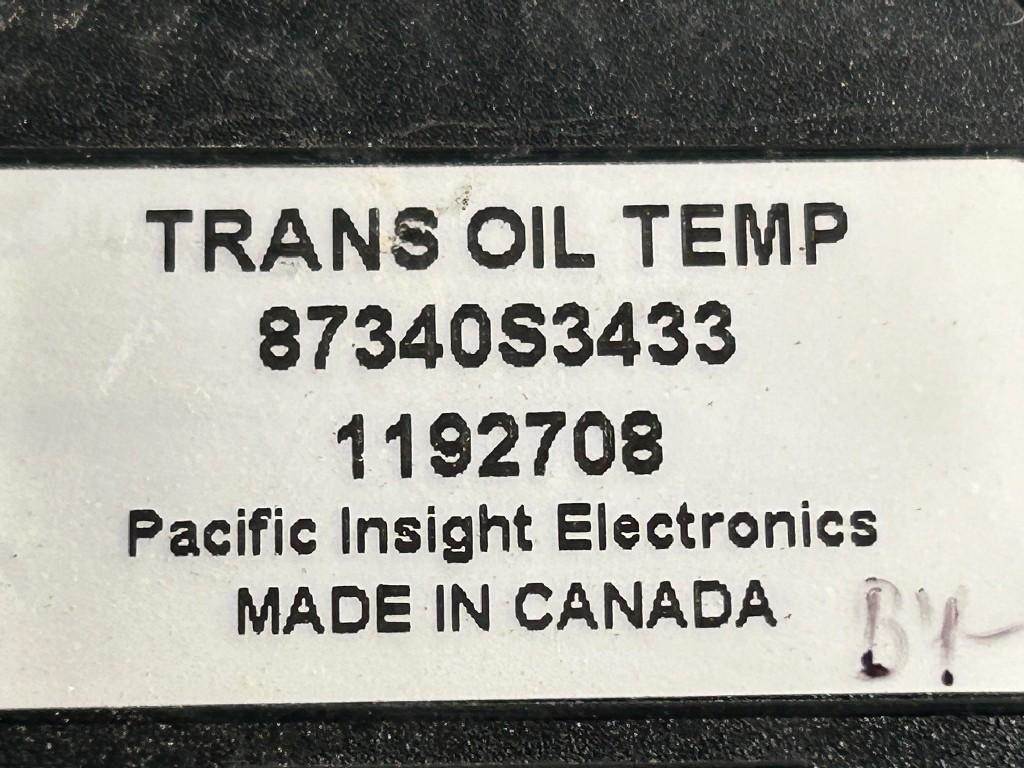 TRANS OIL TEMP
87340S3433
1192708
Pacific Insight Electronics
MADE IN CANADA